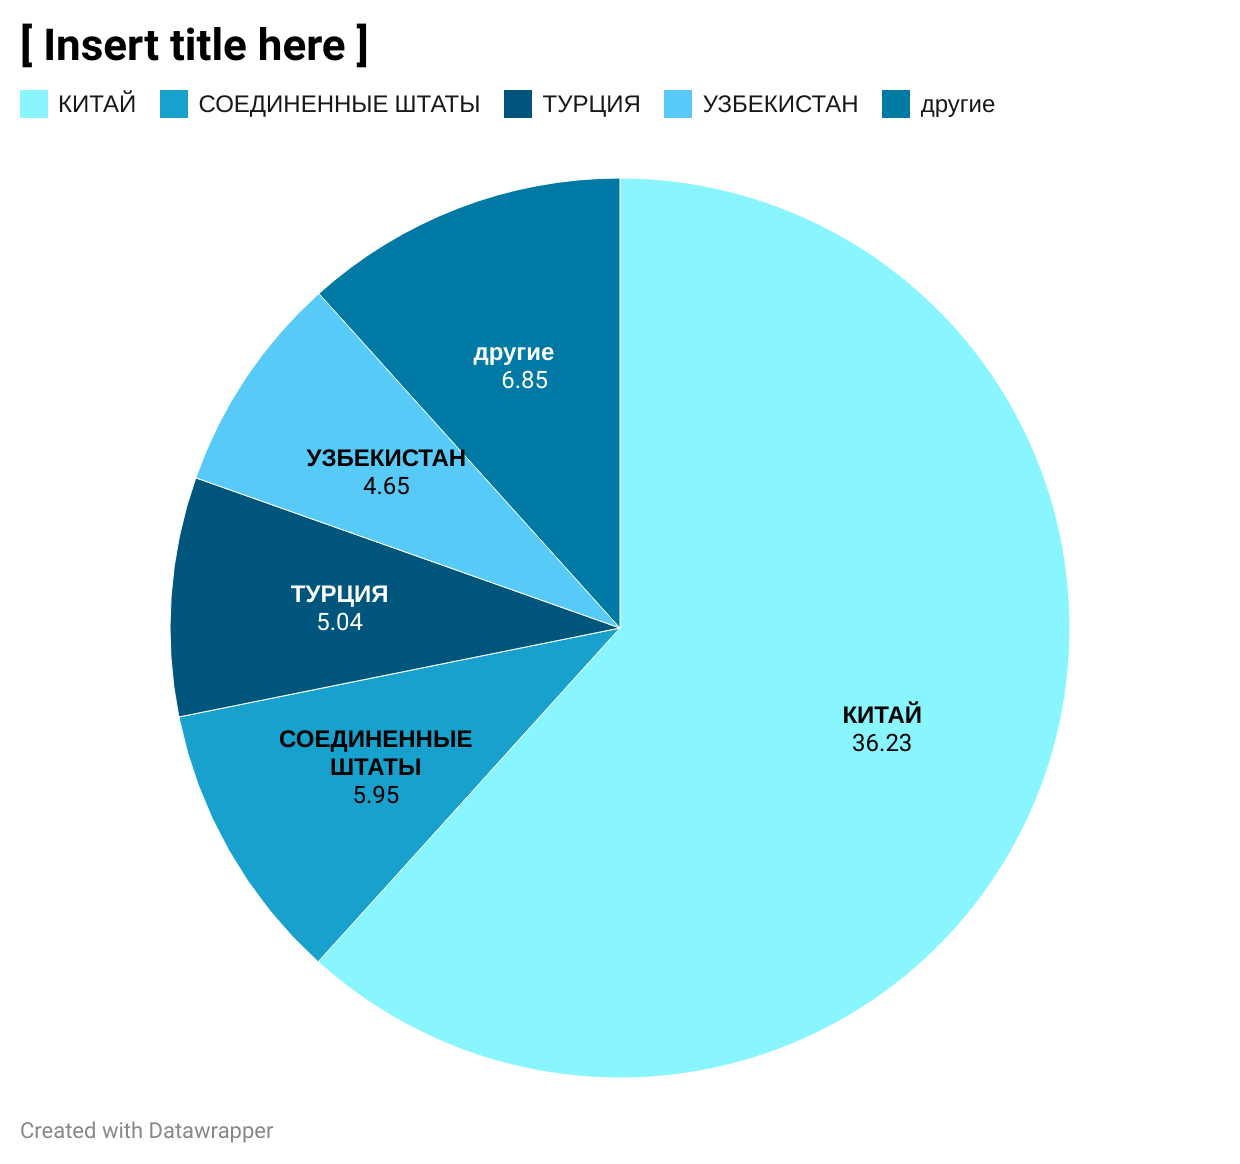 [ Insert title here ]
КИТАЙ СОЕДИНЕННЫЕ ШТАТЫ ТУРЦИЯ УЗБЕКИСТАН другие
другие
6.85
УЗБЕКИСТАН
4.65
ТУРЦИЯ
5.04
СОЕДИНЕННЫЕ
ШТАТЫ
5.95
КИТАЙ
36.23
Created with Datawrapper